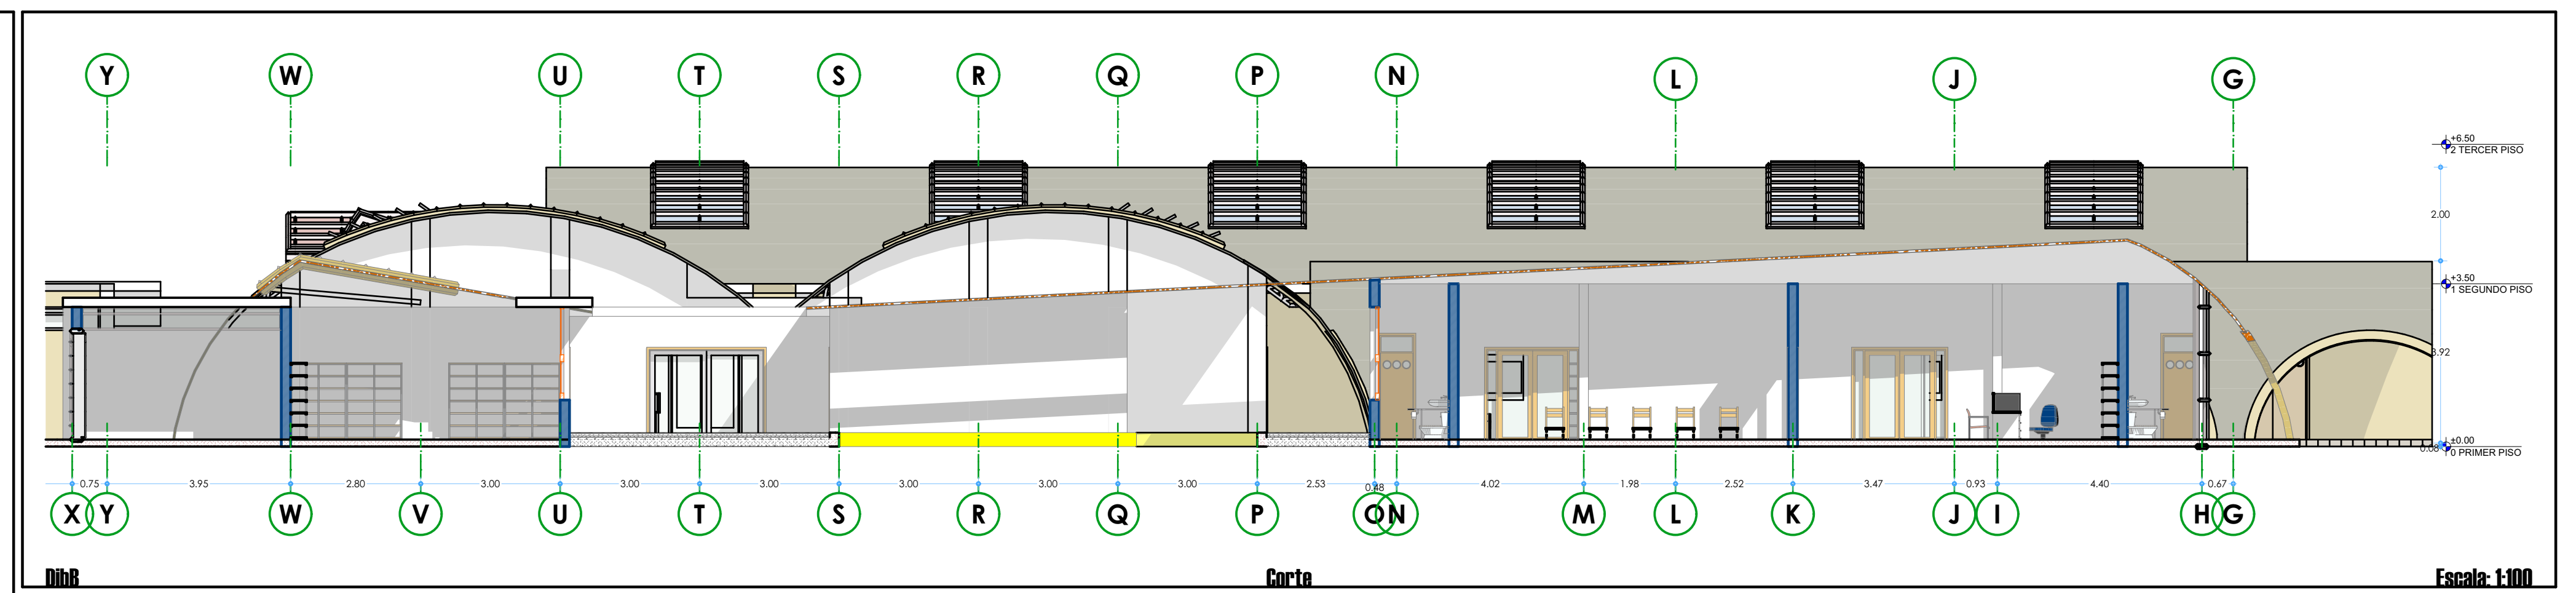 Y W U T S R Q P N L J G
+6.50
2 TERCER PISO
2.00
+3.50
1 SEGUNDO PISO
3.92
±0.00
0.08
0 PRIMER PISO
0.75 3.95 2.80 3.00 3.00 3.00 3.00 3.00 3.00 2.53 0.48 4.02 1.98 2.52 3.47 0.93 4.40 0.67
X Y W V U T S R Q P O N M L K J I H G
DibB Corte Escala: 1:100